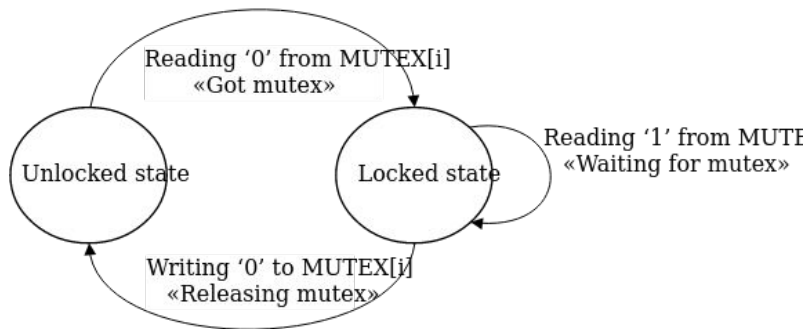 Reading ‘0’ from MUTEX[i]
«Got mutex»
Unlocked state
Locked state
Reading ‘1’ from MUTE
«Waiting for mutex»
Writing ‘0’ to MUTEX[i]
«Releasing mutex»